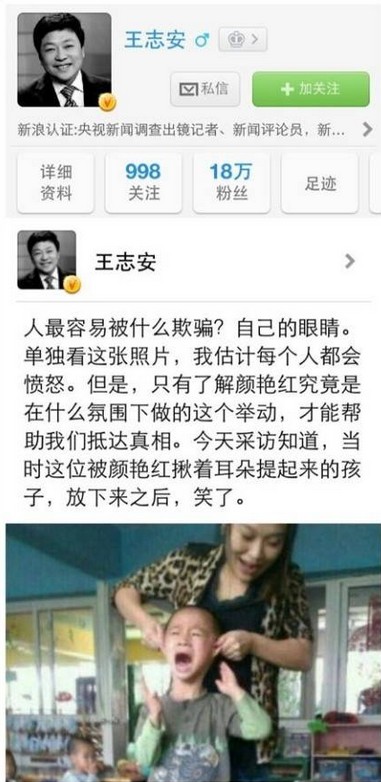 王志安
私信
加关注
新浪认证:央视新闻调查出镜记者、新闻评论员，新…
详细
资料
998
关注
18万
粉丝
足迹
王志安
人最容易被什么欺骗？自己的眼睛。
单独看这张照片，我估计每个人都会
愤怒。但是，只有了解颜艳红究竟是
在什么氛围下做的这个举动，才能帮
助我们抵达真相。今天采访知道，当
时这位被颜艳红揪着耳朵提起来的孩
子，放下来之后，笑了。